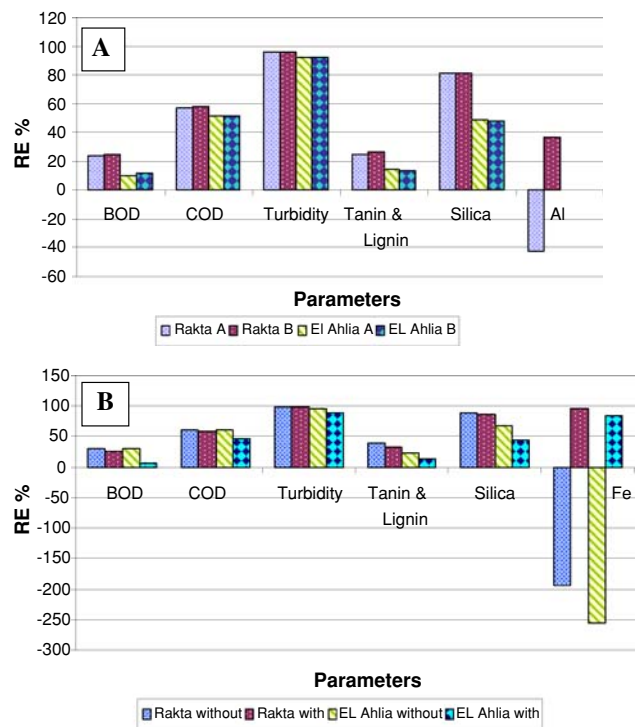 A
120
100
80
60
40
20
0
-20
-40
-60
RE %
BOD COD Turbidity Tanin & Silica Al
Lignin
Parameters
Rakta A Rakta B El Ahlia A EL Ahlia B
B
150
100
50
0
-50
-100
-150
-200
-250
-300
RE %
BOD COD Turbidity Tanin & Silica Fe
Lignin
Parameters
Rakta without Rakta with EL Ahlia without EL Ahlia with